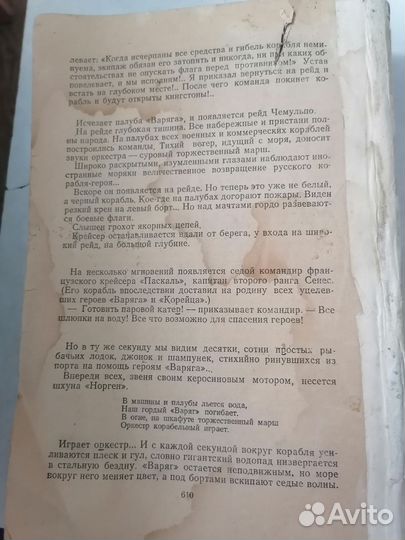 левает: «Когда исчерпаны все средства и гибель корабля неми-
нуема, экипаж обязан его затопить и никогда, ни при каких об-
стоятельствах не опускать флага перед противником!» Устав
повелевает, и мы исполним!.. Я приказал вернуться на рейд и
встать на глубоком месте!.. После чего команда покинет ко-
рабль и будут открыты кингстоны!..
Исчезает палуба «Варяга», и появляется рейд Чемульпо.
На рейде глубокая тишина. Все набережные и пристани пол-
ны народа. На палубах всех военных и коммерческих кораблей
построились команды. Тихий ветер, идущий с моря, доносит
звуки оркестра — суровый торжественный марш.
Широко раскрытыми, изумленными глазами наблюдают ино-
странные моряки величественное возвращение русского кораб-
ля-героя...
Вскоре он появляется на рейде. Но теперь это уже не белый,
а черный корабль. Кое-где на палубах догорают пожары. Виден
резкий крен на левый борт... Но над мачтами гордо развевают-
ся боевые флаги.
Слышен грохот якорных цепей.
Крейсер останавливается вдали от берега, у входа на широ-
кий рейд, на большой глубине.
На несколько мгновений появляется седой командир фран-
цузского крейсера «Паскаль», капитан второго ранга Сенес.
(Его корабль впоследствии доставил на родину всех уцелев-
ших героев «Варяга» и «Корейца».)
— Готовить паровой катер! — приказывает командир. — Все
шлюпки на воду! Все что возможно для спасения героев!
Но в ту же секунду мы видим десятки, сотни простых ры-
бачьих лодок, джонок и шампунек, стихийно ринувшихся из
порта на помощь героям «Варяга»...
Впереди всех, звеня своим керосиновым мотором, несется
шхуна «Норген».
В машины и палубы льется вода,
Наш гордый «Варяг» погибает.
В огне, на шкафуте торжественный марш
Оркестр корабельный играет.
Играет оркестр... И с каждой секундой вокруг корабля уси-
ливаются плеск и гул, словно гигантский водопад низвергается
в стальную бездну. «Варяг» остается неподвижным, но море
вокруг него меняет цвет, а под бортами вскипают седые волны.
610
Avito